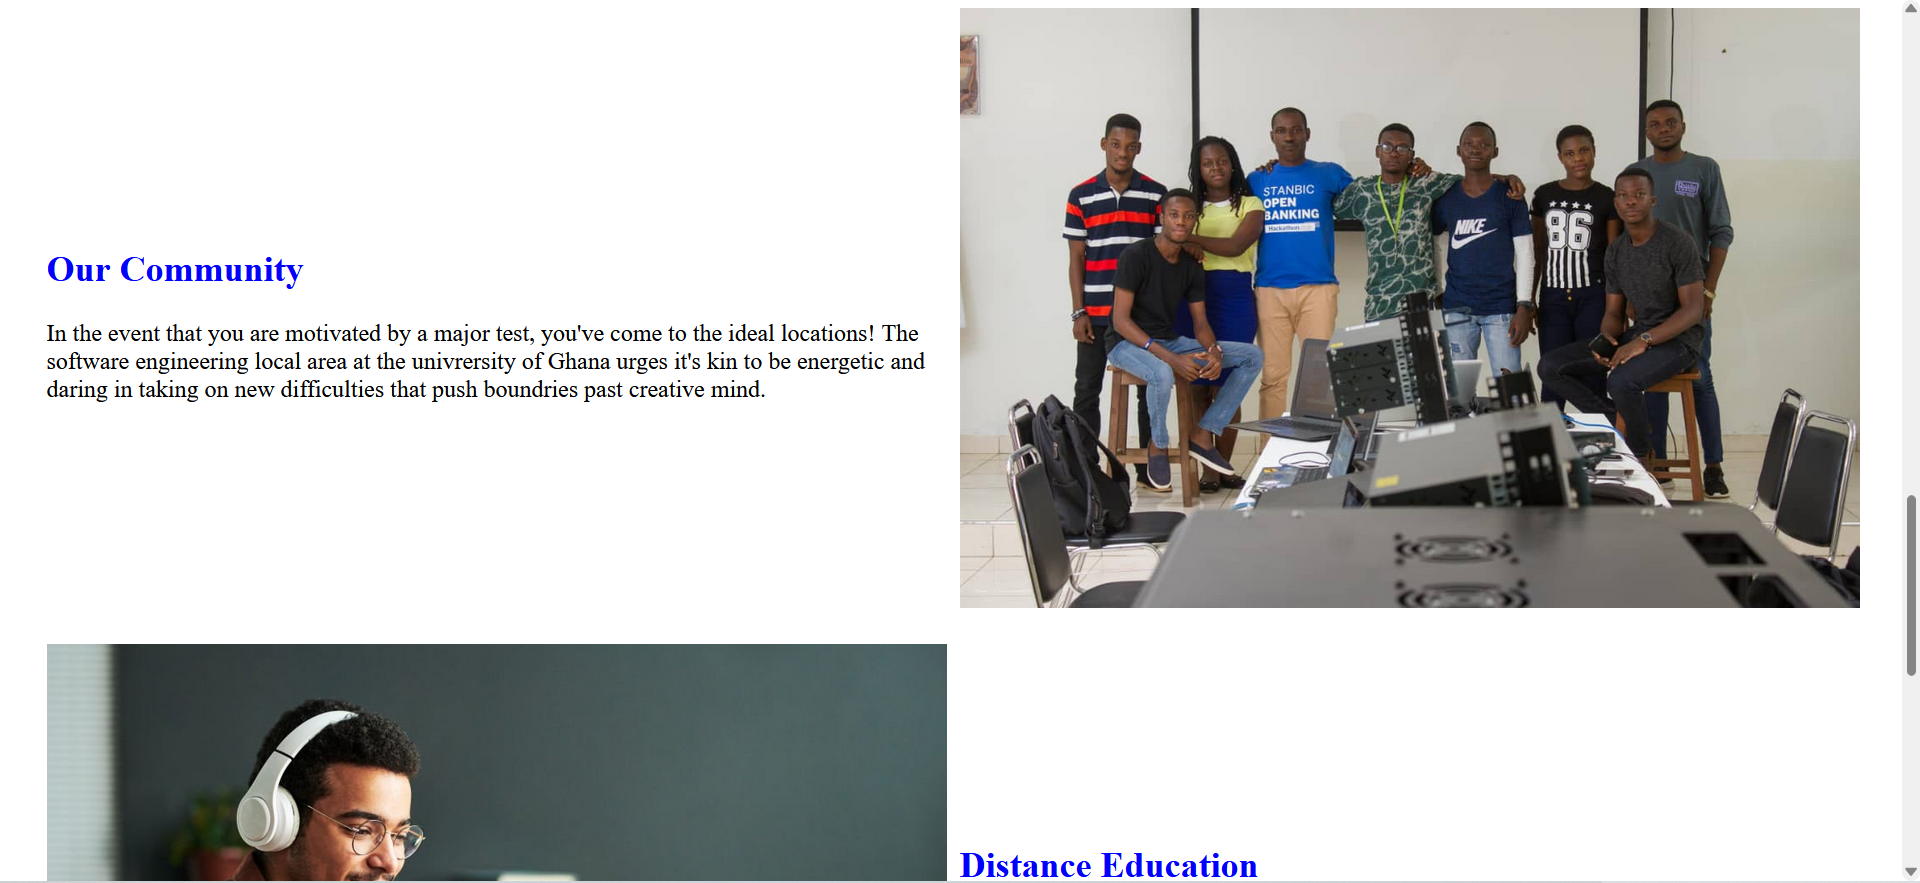 Our Community
In the event that you are motivated by a major test, you've come to the ideal locations! The
software engineering local area at the univrersity of Ghana urges it's kin to be energetic and
daring in taking on new difficulties that push boundries past creative mind.
STANBIC
OPEN
BANKING
Hackathon
NIKE
86
Distance Education